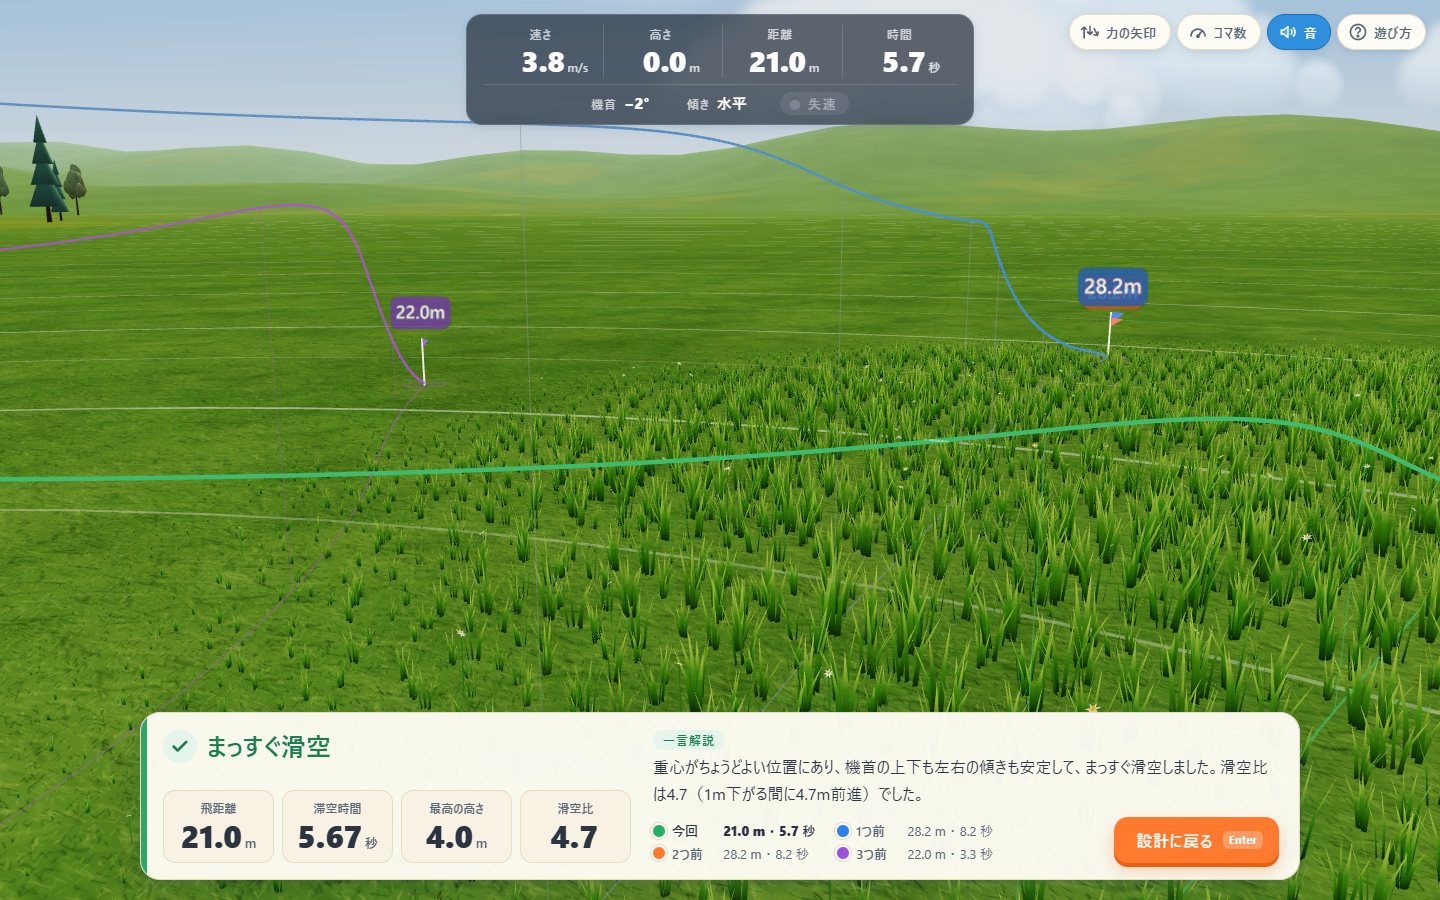 速さ 高さ 距離 時間
3.8 m/s 0.0 m 21.0 m 5.7 秒
機首 −2° 傾き 水平 失速
力の矢印 コマ数 音 遊び方
28.2m
22.0m
まっすぐ滑空
飛距離 滞空時間 最高の高さ 滑空比
21.0 m 5.67 秒 4.0 m 4.7
一言解説
重心がちょうどよい位置にあり、機首の上下も左右の傾きも安定して、まっすぐ滑空しました。滑空比
は4.7（1m下がる間に4.7m前進）でした。
今回 21.0 m · 5.7 秒 1つ前 28.2 m · 8.2 秒
2つ前 28.2 m · 8.2 秒 3つ前 22.0 m · 3.3 秒
設計に戻る Enter